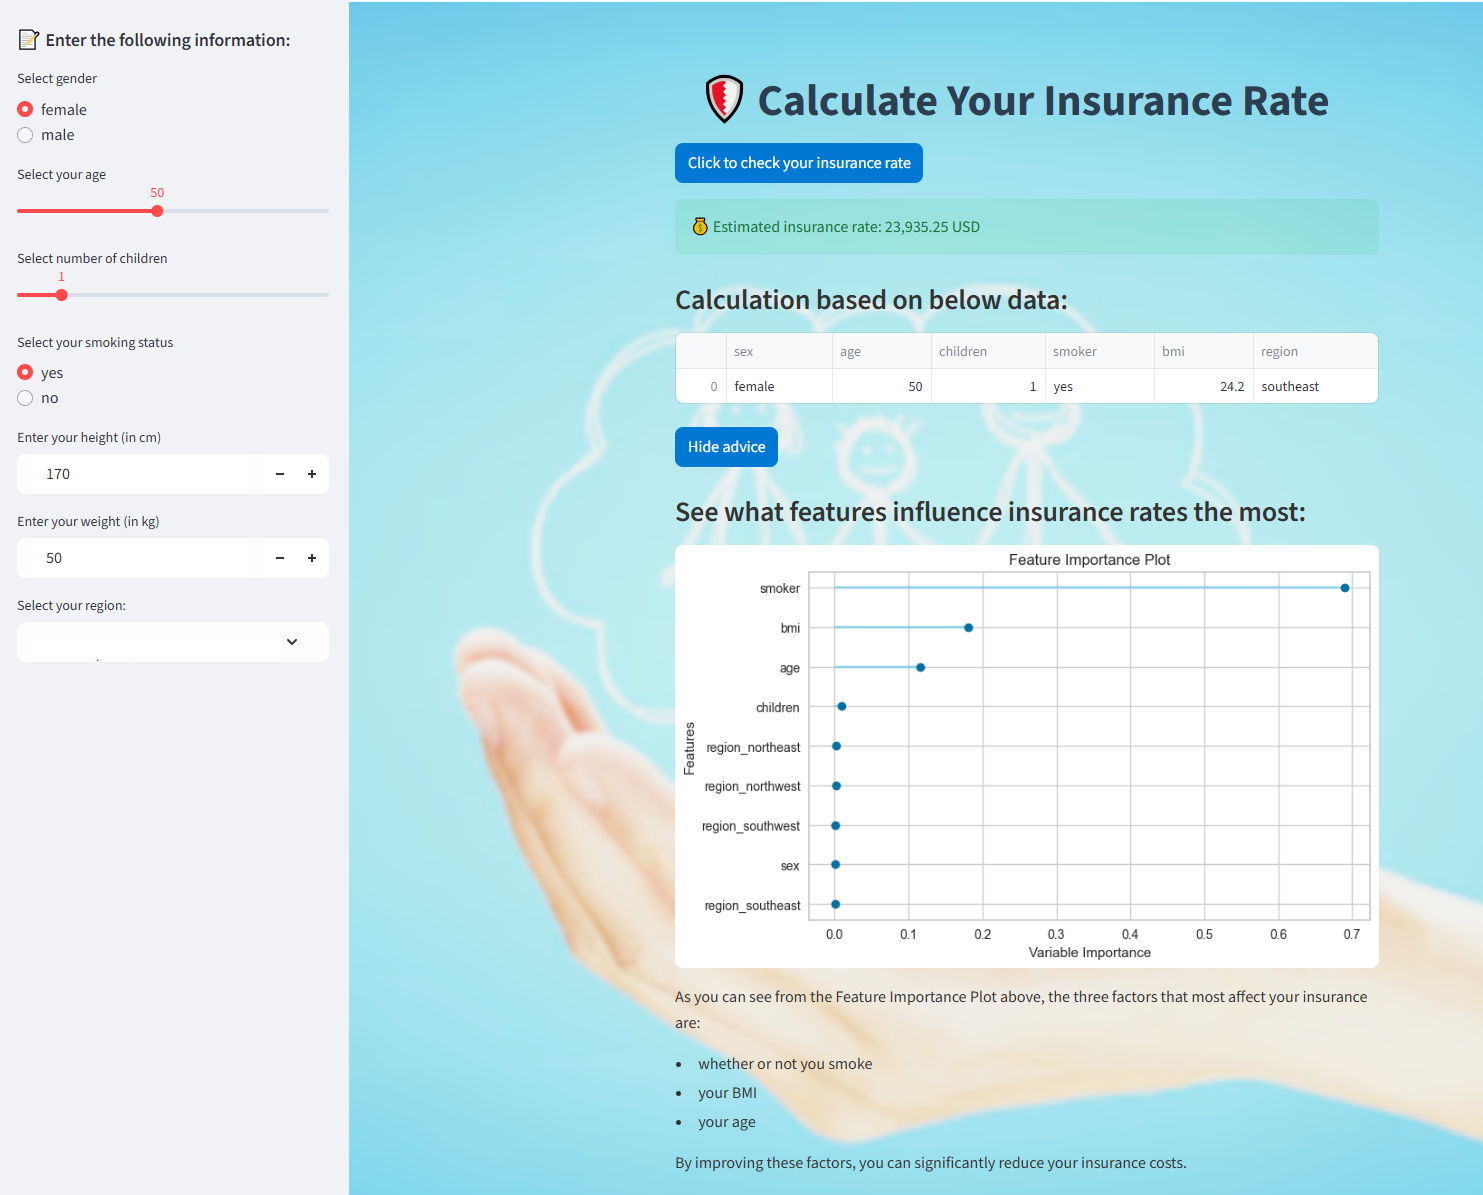 Enter the following information:
Select gender
female
male
Select your age
50
Select number of children
1
Select your smoking status
yes
no
Enter your height (in cm)
170
Enter your weight (in kg)
50
Select your region:
Calculate Your Insurance Rate
Click to check your insurance rate
Estimated insurance rate: 23,935.25 USD
Calculation based on below data:
sex age children smoker bmi region
0 female 50 1 yes 24.2 southeast
Hide advice
See what features influence insurance rates the most:
Feature Importance Plot
smoker
bmi
age
children
region_northeast
region_northwest
region_southwest
sex
region_southeast
Features
0.0 0.1 0.2 0.3 0.4 0.5 0.6 0.7
Variable Importance
As you can see from the Feature Importance Plot above, the three factors that most affect your insurance
are:
• whether or not you smoke
• your BMI
• your age
By improving these factors, you can significantly reduce your insurance costs.